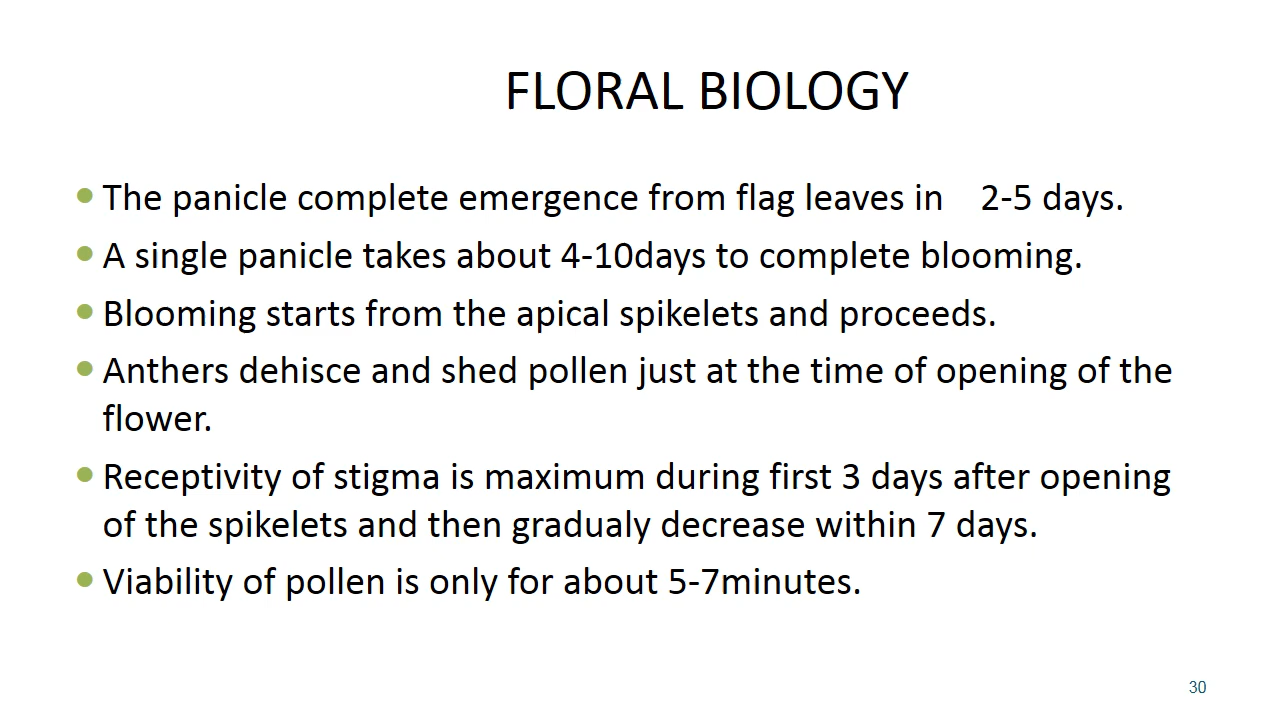 FLORAL BIOLOGY
• The panicle complete emergence from flag leaves in 2-5 days.
• A single panicle takes about 4-10days to complete blooming.
• Blooming starts from the apical spikelets and proceeds.
• Anthers dehisce and shed pollen just at the time of opening of the
flower.
• Receptivity of stigma is maximum during first 3 days after opening
of the spikelets and then gradualy decrease within 7 days.
• Viability of pollen is only for about 5-7minutes.
30